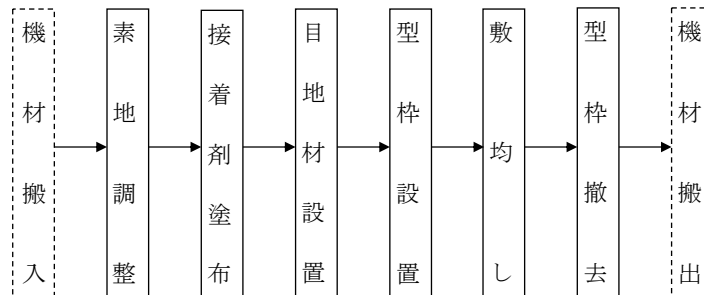 機材搬入
素地調整
接着剤塗布
目地材設置
型枠設置
敷均し
型枠撤去
機材搬出